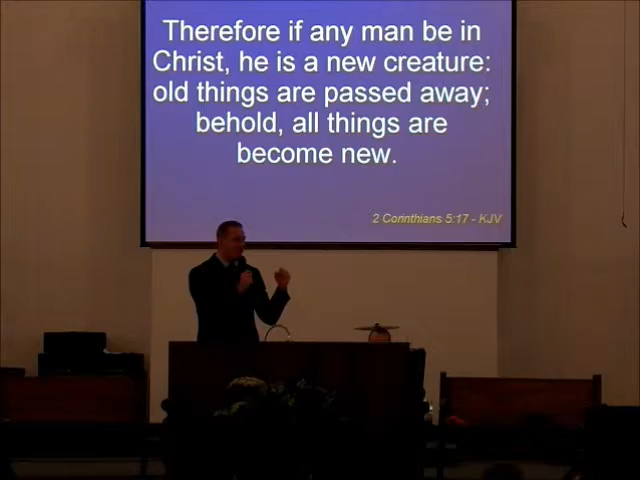 Therefore if any man be in
Christ, he is a new creature:
old things are passed away;
behold, all things are
become new.
2 Corinthians 5:17 - KJV